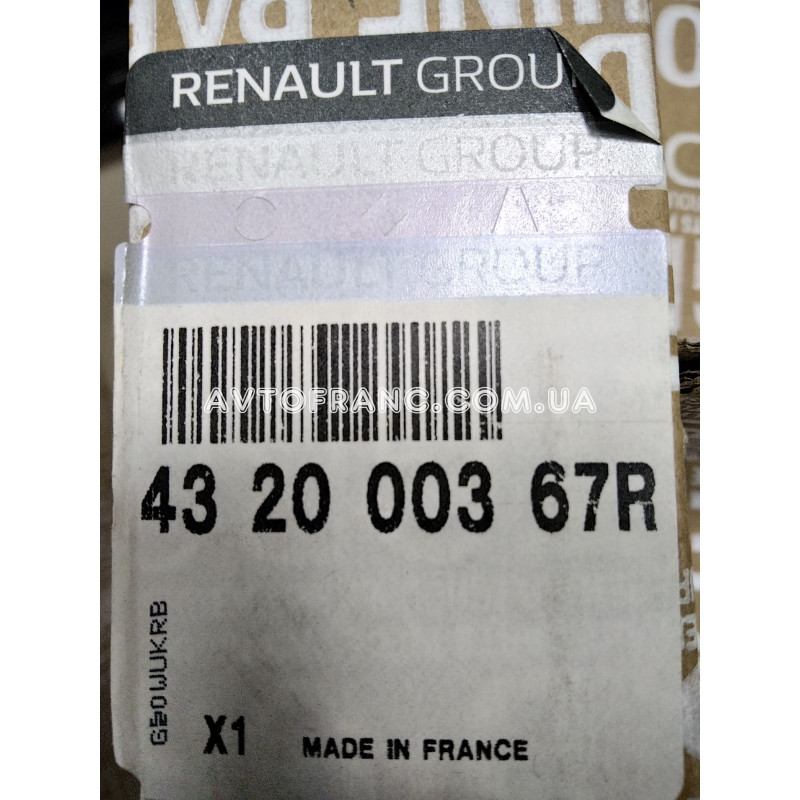 RENAULT GROUP
RENAULT GROUP
RENAULT GROUP
AVTOFRANC.COM.UA
43 20 003 67R
X1
MADE IN FRANCE